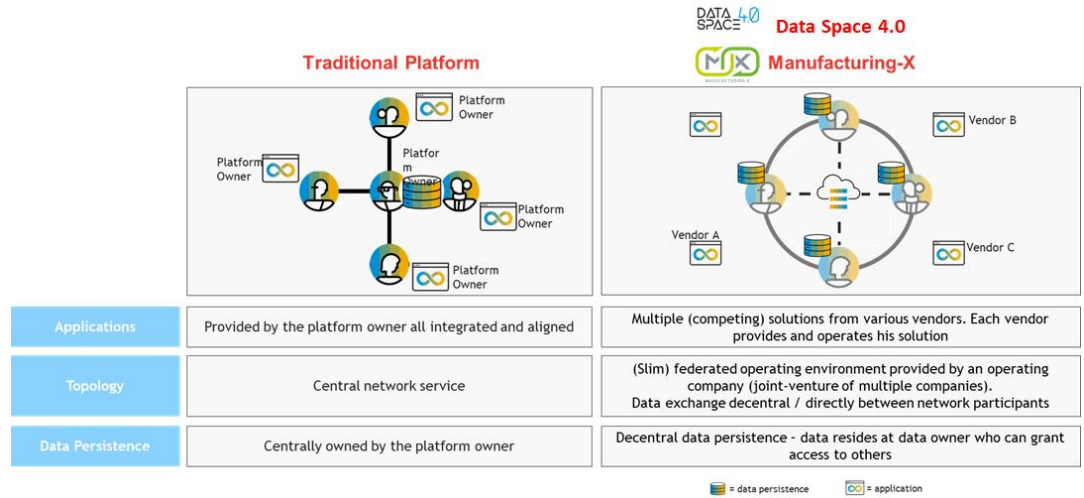 DATA
SPACE 4.0
Data Space 4.0
Traditional Platform
MX
MANUFACTURING-X
Manufacturing-X
Platform
Owner
Platform
Owner
Platfor
m
Owner
Platform
Owner
Platform
Owner
Vendor B
Vendor A
Vendor C
Applications
Provided by the platform owner all integrated and aligned
Multiple (competing) solutions from various vendors. Each vendor
provides and operates his solution
Topology
Central network service
(Slim) federated operating environment provided by an operating
company (joint-venture of multiple companies).
Data exchange decentral / directly between network participants
Data Persistence
Centrally owned by the platform owner
Decentral data persistence - data resides at data owner who can grant
access to others
= data persistence
= application